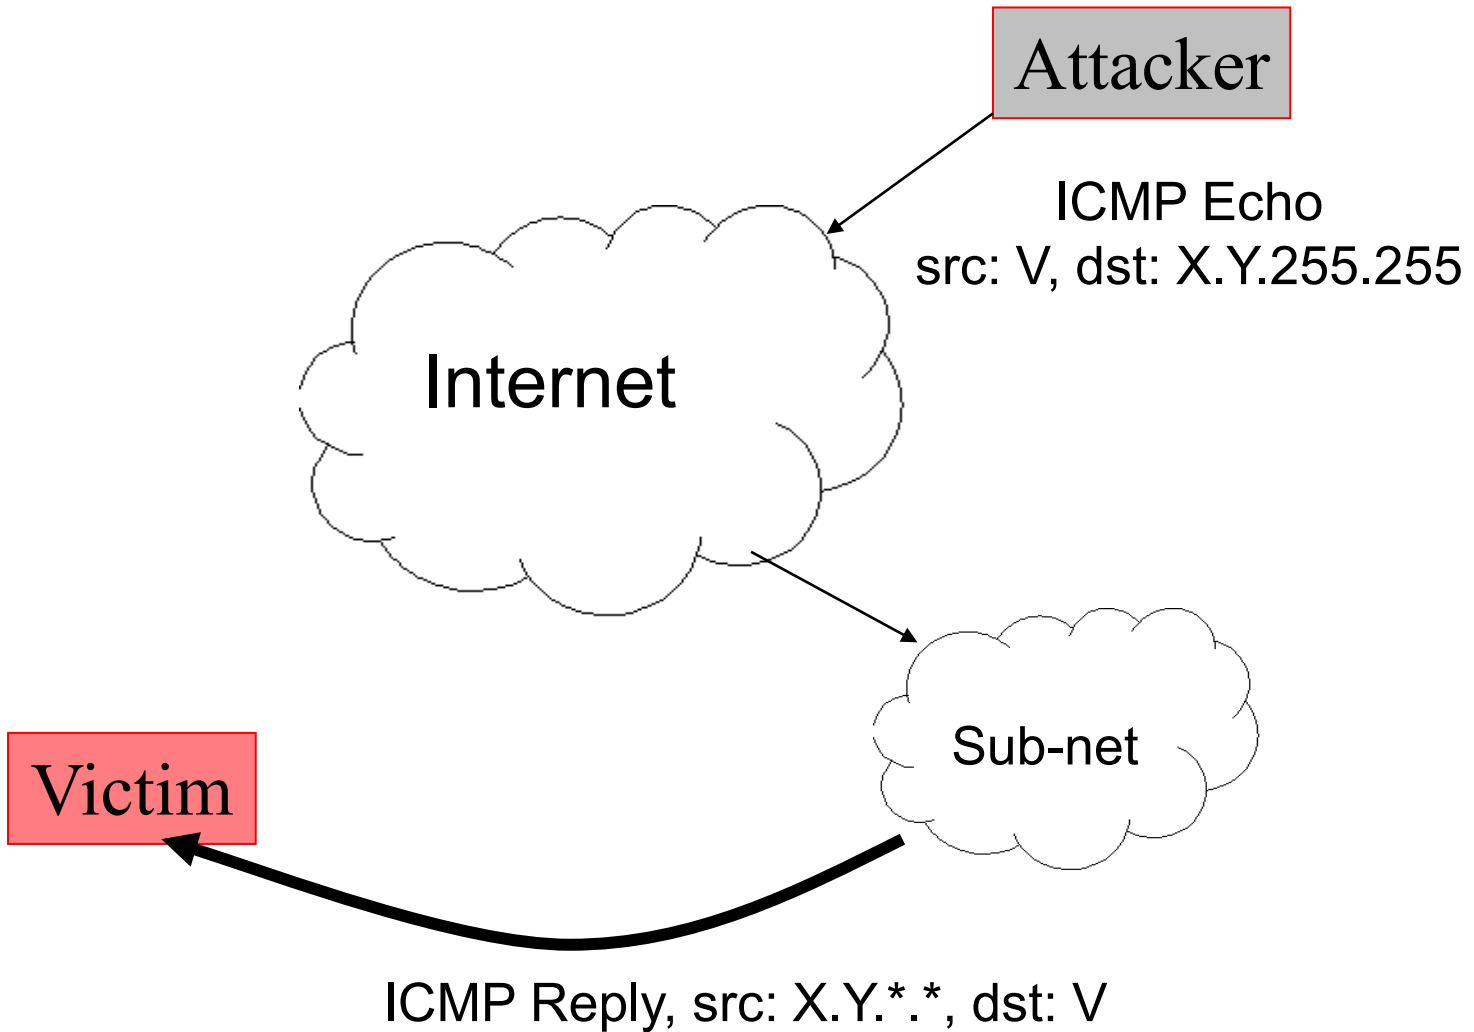 Attacker
ICMP Echo
src: V, dst: X.Y.255.255
Internet
Sub-net
Victim
ICMP Reply, src: X.Y.*.*, dst: V